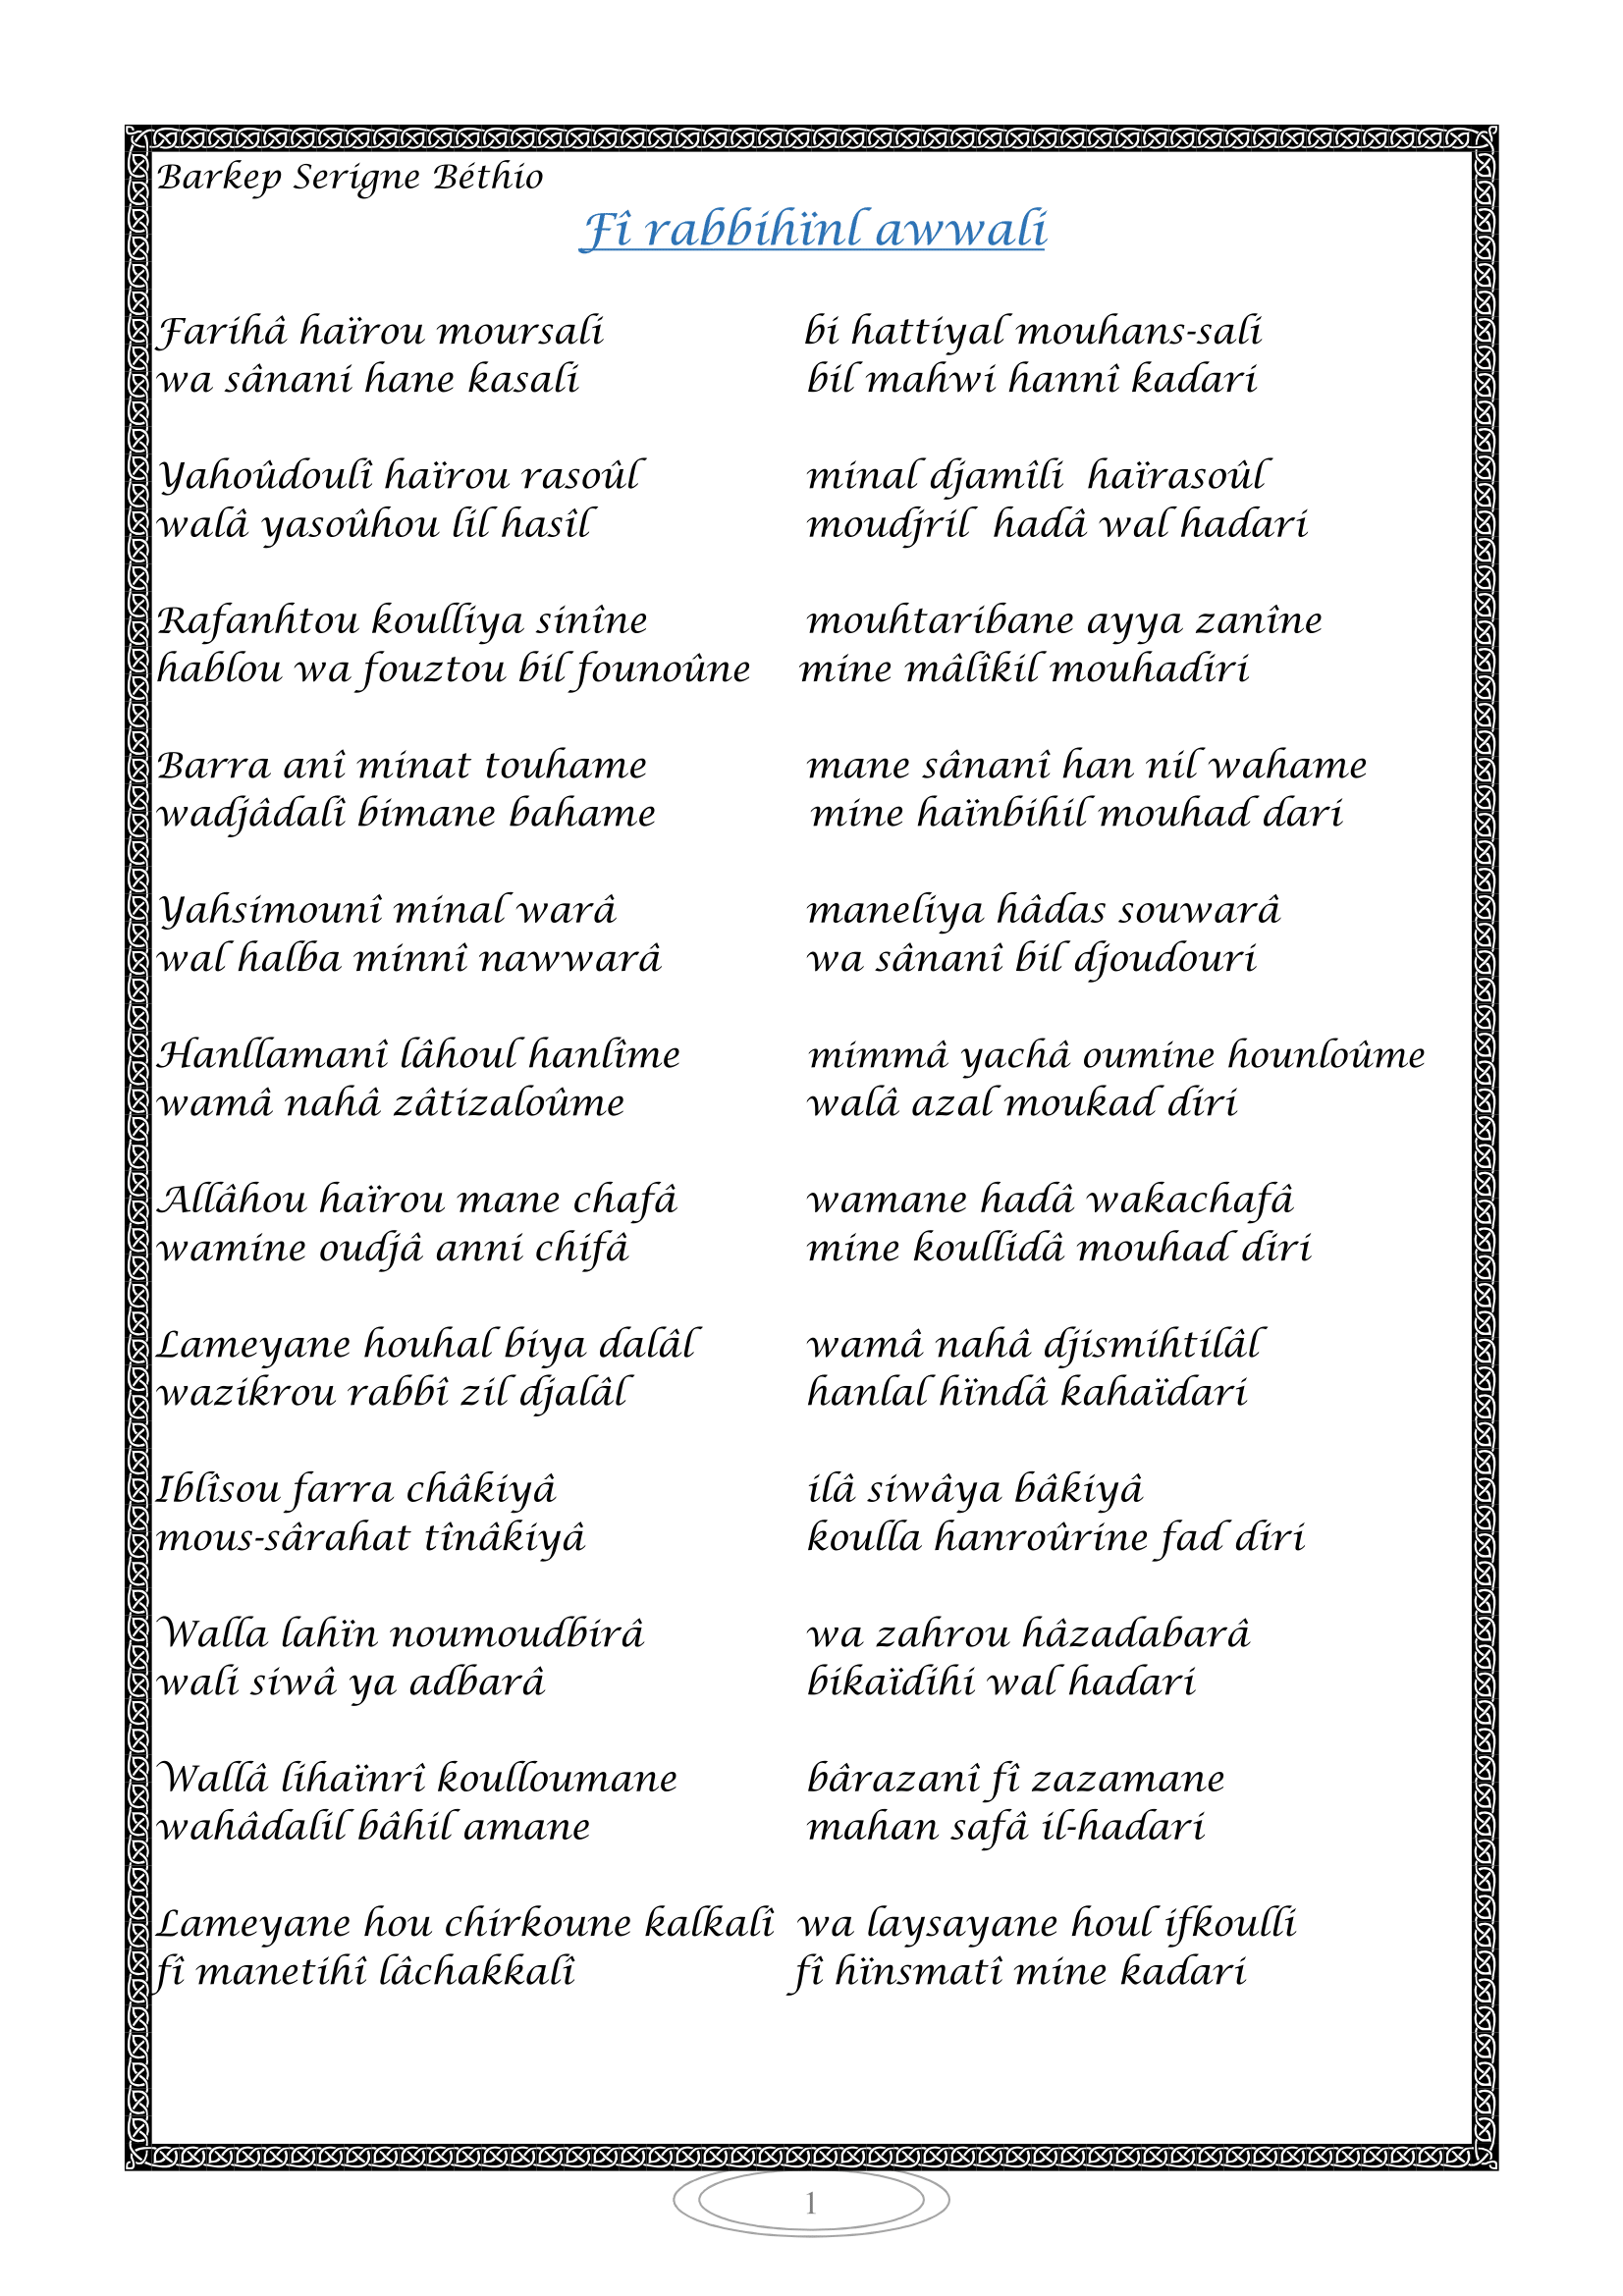 Barkep Serigne Béthio
Fî rabbihïnl awwali
Farihâ haïrou moursali bi hattiyal mouhans-sali
wa sânani hane kasali bil mahwi hannî kadari
Yahoûdoulî haïrou rasoûl minal djamîli haïrasoûl
walâ yasoûhou lil hasîl moudjril hadâ wal hadari
Rafanhtou koulliya sinîne mouhtaribane ayya zanîne
hablou wa fouztou bil founoûne mine mâlîkil mouhadiri
Barra anî minat touhame mane sânanî han nil wahame
wadjâdalî bimane bahame mine haïnbihil mouhad dari
Yahsimounî minal warâ maneliya hâdas souwarâ
wal halba minnî nawwarâ wa sânanî bil djoudouri
Hanllamanî lâhoul hanlîme mimmâ yachâ oumine hounloûme
wamâ nahâ zâtizaloûme walâ azal moukad diri
Allâhou haïrou mane chafâ wamane hadâ wakachafâ
wamine oudjâ anni chifâ mine koullidâ mouhad diri
Lameyane houhal biya dalâl wamâ nahâ djismihtilâl
wazikrou rabbî zil djalâl hanlal hïndâ kahaïdari
Iblîsou farra châkiyâ ilâ siwâya bâkiyâ
mous-sârahat tînâkiyâ koulla hanroûrine fad diri
Walla lahïn noumoudbirâ wa zahrou hâzadabarâ
wali siwâ ya adbarâ bikaïdihi wal hadari
Wallâ lihaïnrî koulloumane bârazanî fî zazamane
wahâdalil bâhil amane mahan safâ il-hadari
Lameyane hou chirkoune kalkalî wa laysayane houl ifkoulli
fî manetihî lâchakkalî fî hïnsmatî mine kadari
1